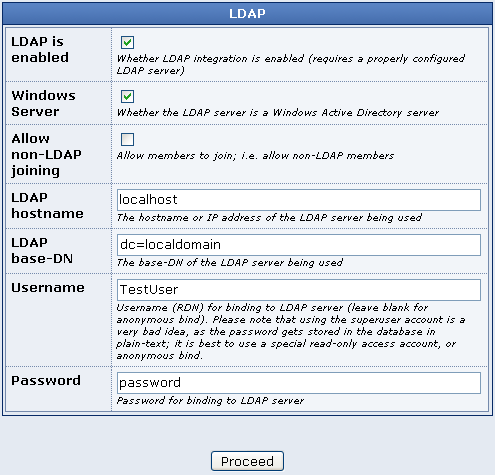 LDAP
LDAP is
enabled
Whether LDAP integration is enabled (requires a properly configured
LDAP server)
Windows
Server
Whether the LDAP server is a Windows Active Directory server
Allow
non-LDAP
joining
Allow members to join; i.e. allow non-LDAP members
LDAP
hostname
localhost
The hostname or IP address of the LDAP server being used
LDAP
base-DN
dc=localdomain
The base-DN of the LDAP server being used
Username
TestUser
Username (RDN) for binding to LDAP server (leave blank for
anonymous bind). Please note that using the superuser account is a
very bad idea, as the password gets stored in the database in
plain-text; it is best to use a special read-only access account, or
anonymous bind.
Password
password
Password for binding to LDAP server
Proceed